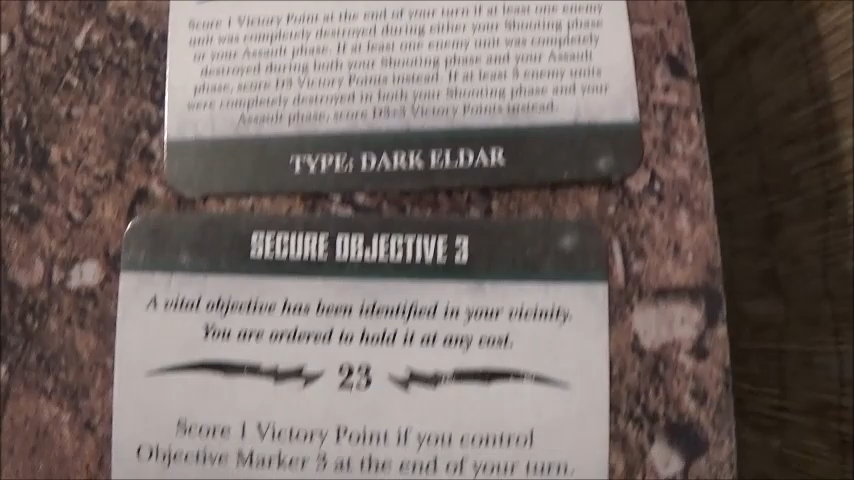 Score 1 Victory Point at the end of your turn if at least one enemy
unit was completely destroyed during either your Shooting phase
or your Assault phase. If at least one enemy unit was completely
destroyed during both your Shooting phase and your Assault
phase, score D3 Victory Points instead. If at least 3 enemy units
were completely destroyed in both your Shooting phase and your
Assault phase, score D3+3 Victory Points instead.
TYPE: DARK ELDAR
SECURE OBJECTIVE 3
A vital objective has been identified in your vicinity.
You are ordered to hold it at any cost.
23
Score 1 Victory Point if you control
Objective Marker 3 at the end of your turn.